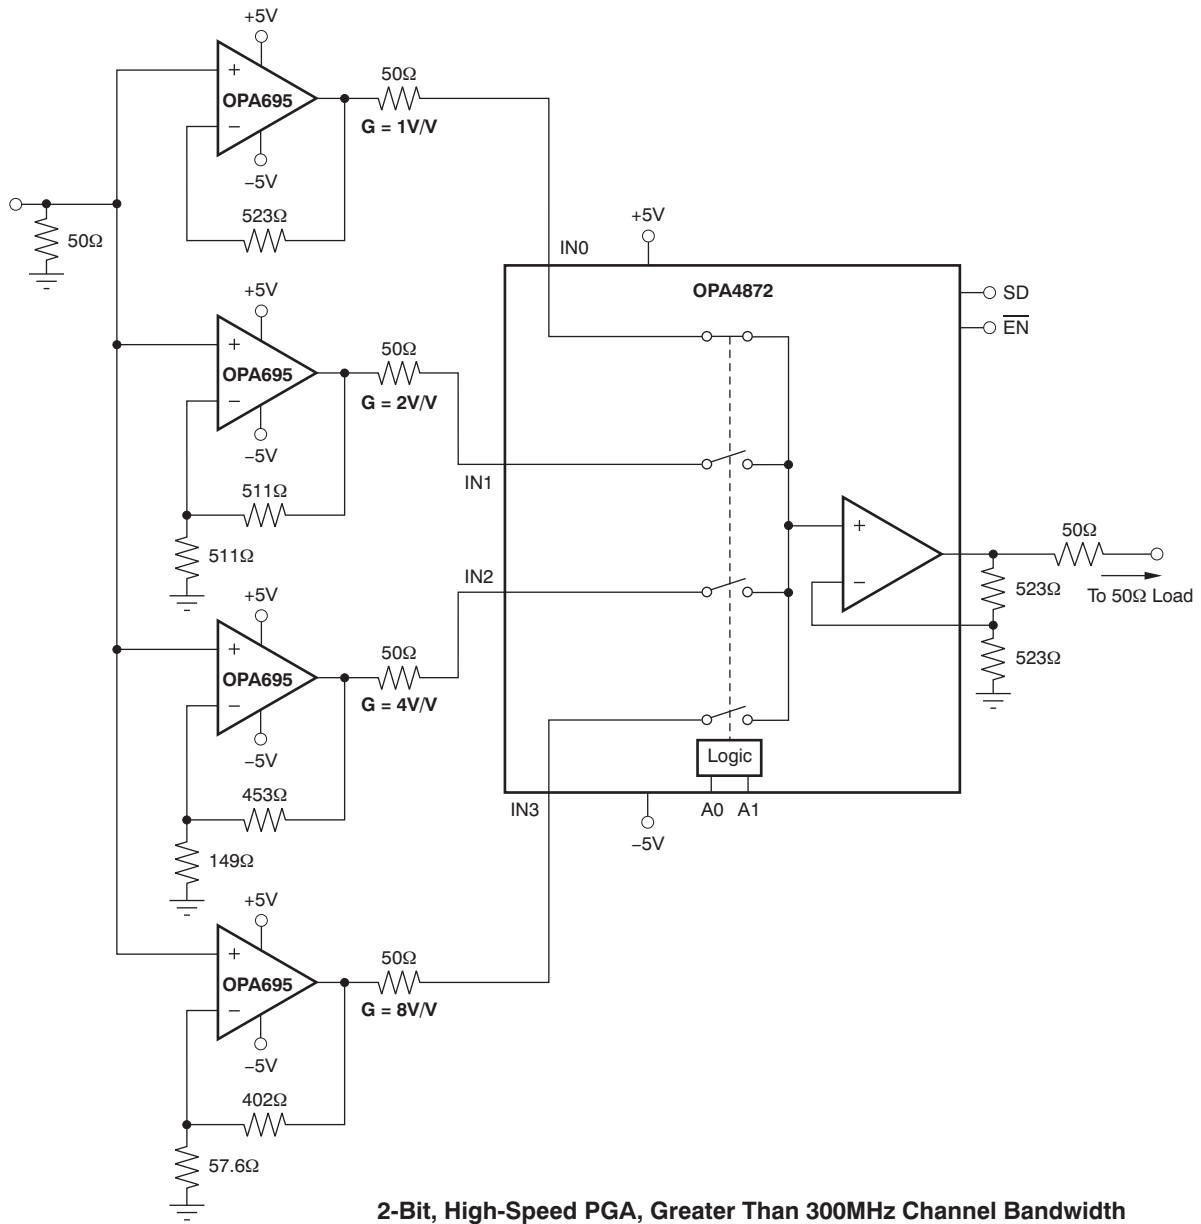 +5V
+
OPA695
−
−5V
523Ω
50Ω
G = 1V/V
50Ω
+5V
+
OPA695
−
−5V
511Ω
511Ω
50Ω
G = 2V/V
+5V
+
OPA695
−
−5V
453Ω
149Ω
50Ω
G = 4V/V
+5V
+
OPA695
−
−5V
402Ω
57.6Ω
50Ω
G = 8V/V
IN0
+5V
OPA4872
SD
EN
IN1
IN2
+
−
50Ω
523Ω
To 50Ω Load
523Ω
Logic
IN3
A0 A1
−5V
2-Bit, High-Speed PGA, Greater Than 300MHz Channel Bandwidth